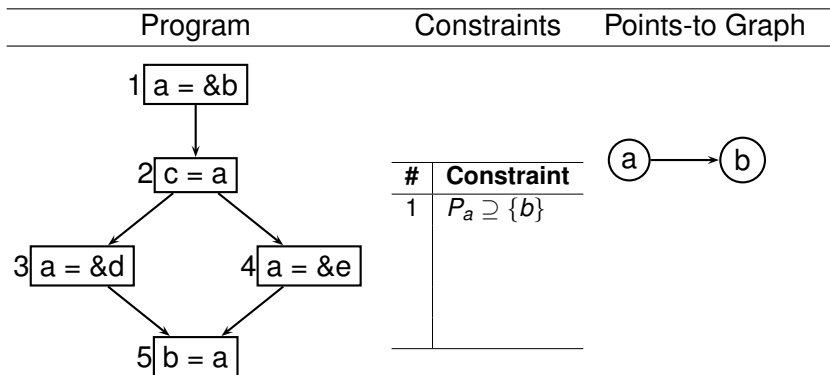 Program Constraints Points-to Graph
1 a = &b
2 c = a
3 a = &d
4 a = &e
5 b = a
# Constraint
1 P_a ⊇ {b}
a b